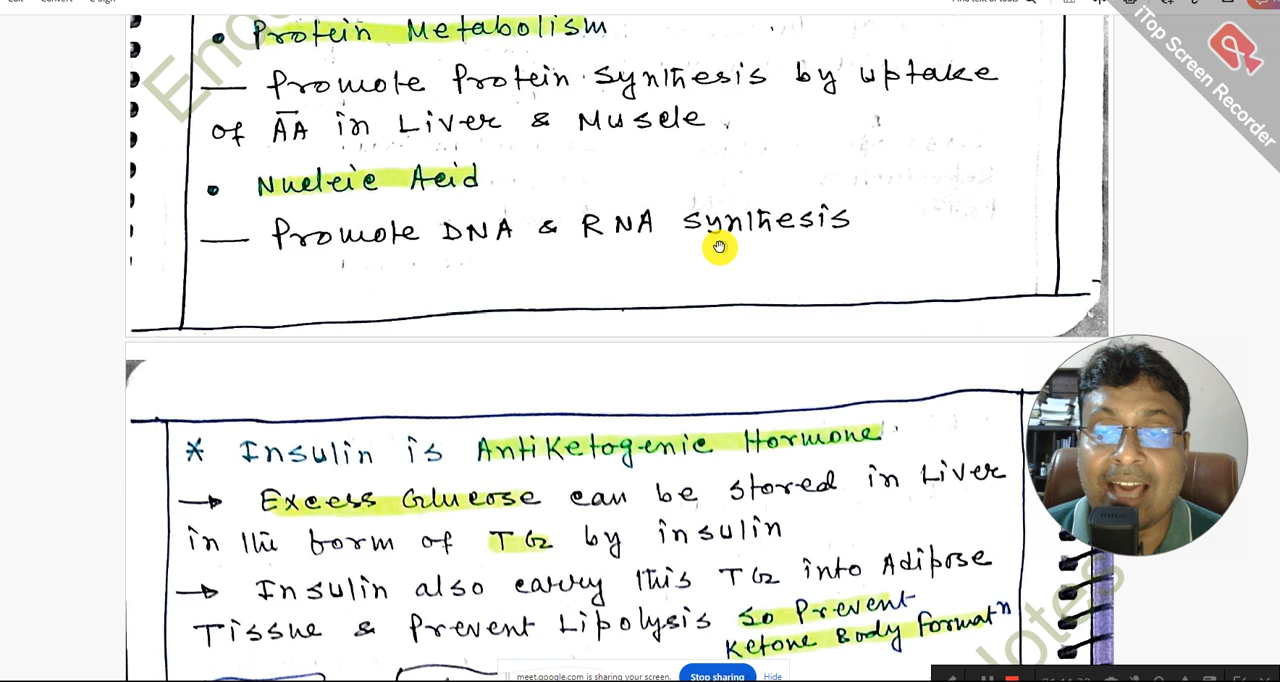 • Protein Metabolism
— Promote Protein Synthesis by uptake
of AA in Liver & Muscle
• Nucleic Acid
— Promote DNA & RNA Synthesis
* Insulin is AntiKetogenic Hormone
→ Excess Glucose can be stored in Liver
in the form of TG by insulin
→ Insulin also carry this TG into Adipose
Tissue & Prevent Lipolysis so Prevent
Ketone Body formatⁿ
iTop Screen Recorder
meet.google.com is sharing your screen.
Stop sharing
Hide